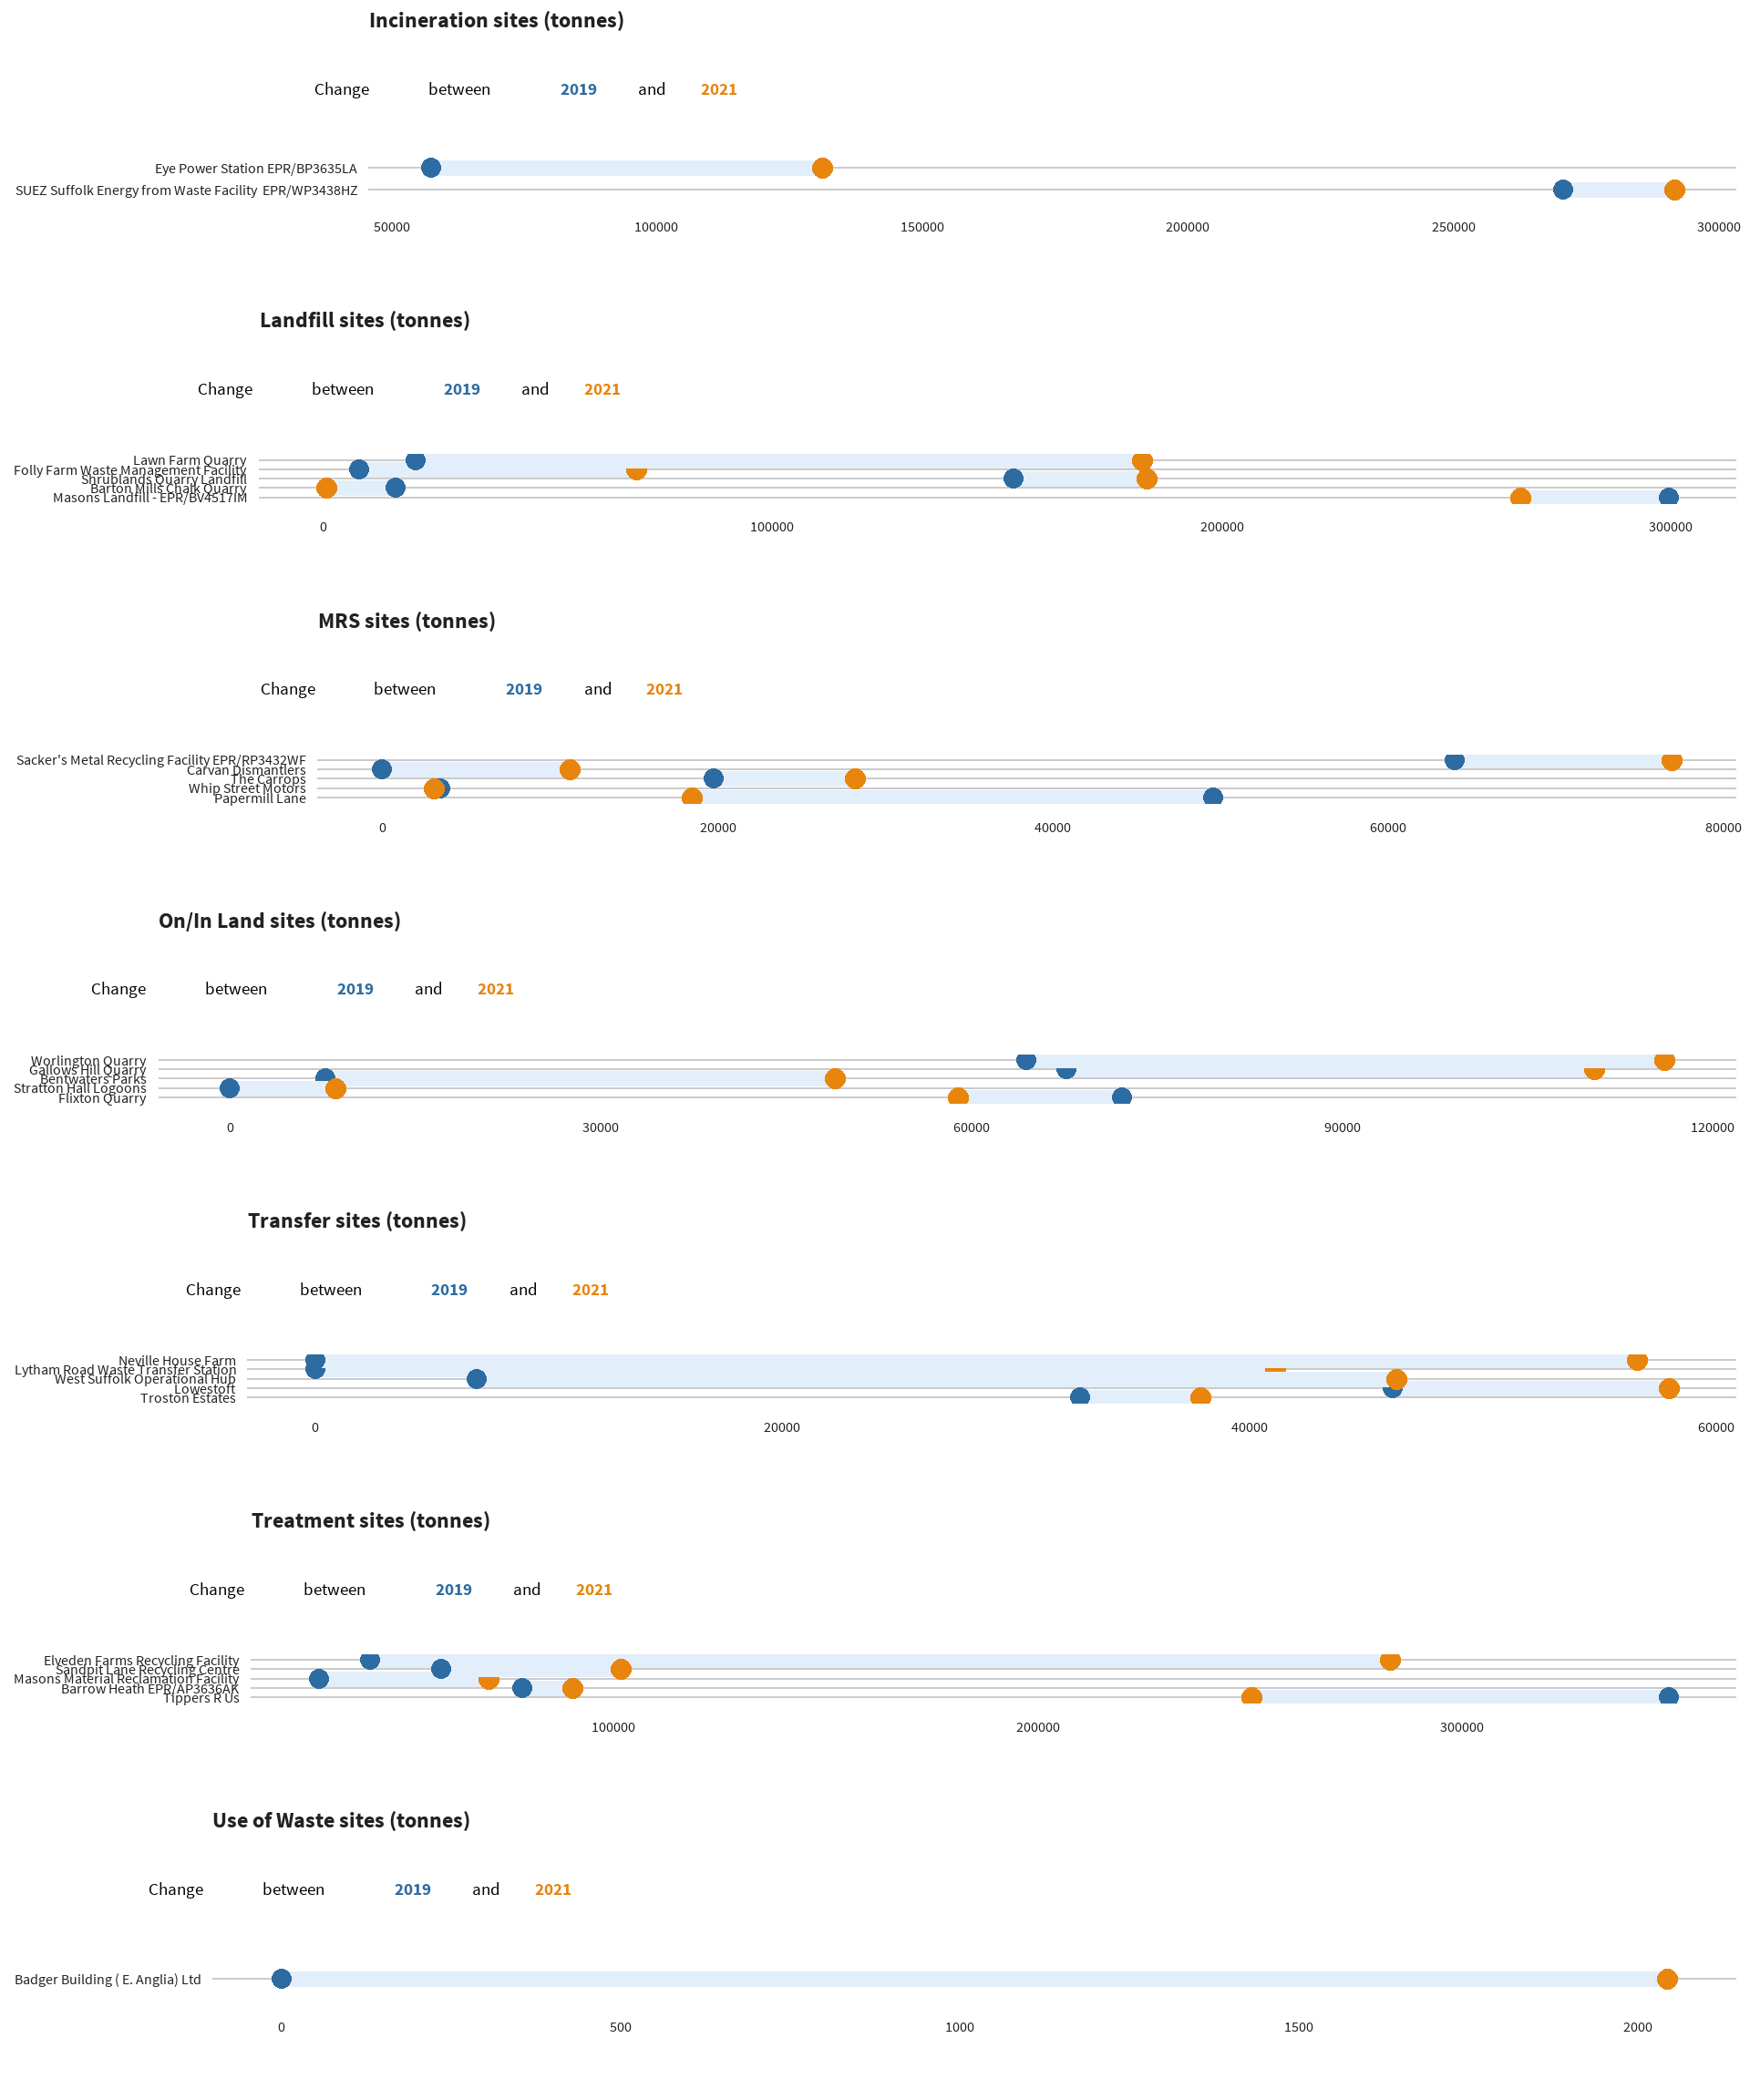 Incineration sites (tonnes)
Change between 2019 and 2021
Eye Power Station EPR/BP3635LA
SUEZ Suffolk Energy from Waste Facility EPR/WP3438HZ
50000 100000 150000 200000 250000 300000
Landfill sites (tonnes)
Change between 2019 and 2021
Lawn Farm Quarry
Folly Farm Waste Management Facility
Shrublands Quarry Landfill
Barton Mills Chalk Quarry
Masons Landfill - EPR/BV4517IM
0 100000 200000 300000
MRS sites (tonnes)
Change between 2019 and 2021
Sacker's Metal Recycling Facility EPR/RP3432WF
Carvan Dismantlers
The Carrops
Whip Street Motors
Papermill Lane
0 20000 40000 60000 80000
On/In Land sites (tonnes)
Change between 2019 and 2021
Worlington Quarry
Gallows Hill Quarry
Bentwaters Parks
Stratton Hall Logoons
Flixton Quarry
0 30000 60000 90000 120000
Transfer sites (tonnes)
Change between 2019 and 2021
Neville House Farm
Lytham Road Waste Transfer Station
West Suffolk Operational Hub
Lowestoft
Troston Estates
0 20000 40000 60000
Treatment sites (tonnes)
Change between 2019 and 2021
Elveden Farms Recycling Facility
Sandpit Lane Recycling Centre
Masons Material Reclamation Facility
Barrow Heath EPR/AP3636AK
Tippers R Us
100000 200000 300000
Use of Waste sites (tonnes)
Change between 2019 and 2021
Badger Building ( E. Anglia) Ltd
0 500 1000 1500 2000